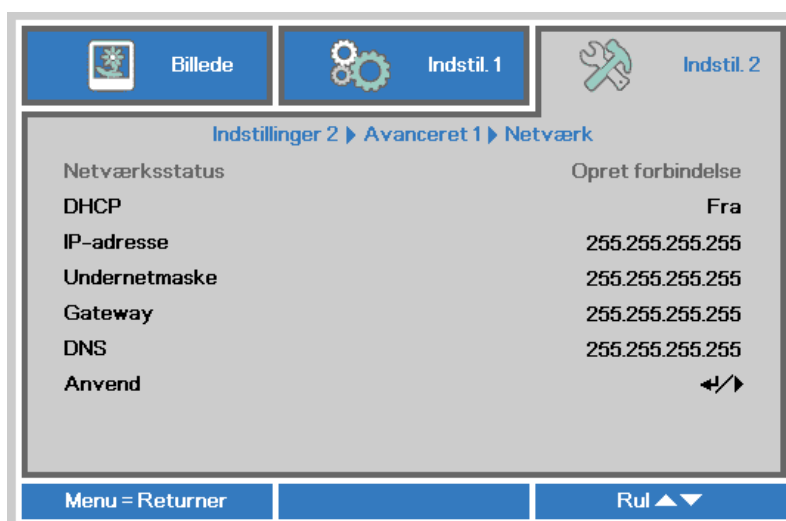 Billede
Indstil. 1
Indstil. 2
Indstillinger 2 ▶ Avanceret 1 ▶ Netværk
Netværksstatus Opret forbindelse
DHCP Fra
IP-adresse 255.255.255.255
Undernetmaske 255.255.255.255
Gateway 255.255.255.255
DNS 255.255.255.255
Anvend ↵/▶
Menu = Returner
Rul ▲▼